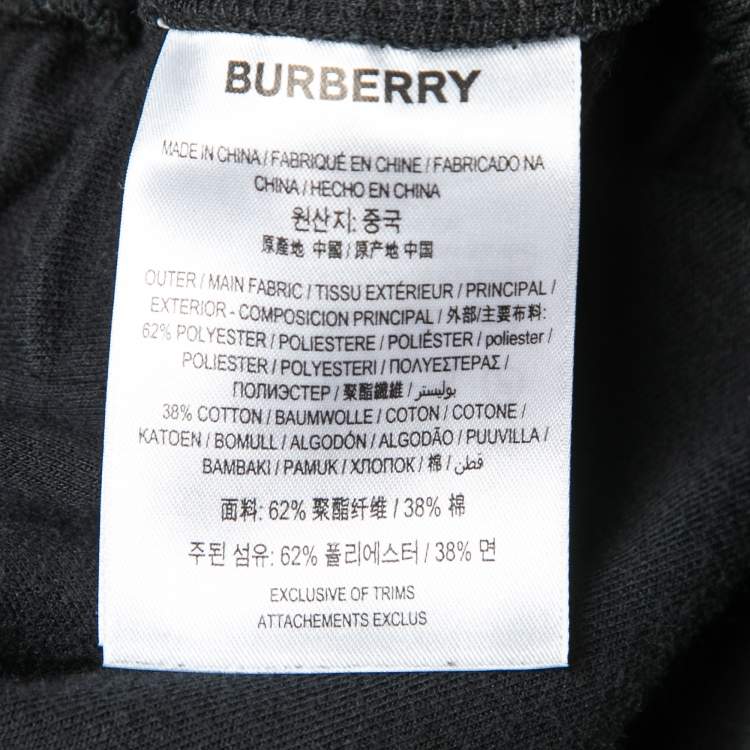 BURBERRY
MADE IN CHINA / FABRIQUÉ EN CHINE / FABRICADO NA
CHINA / HECHO EN CHINA
원산지: 중국
原產地 中國 / 原产地 中国
OUTER / MAIN FABRIC / TISSU EXTÉRIEUR / PRINCIPAL /
EXTERIOR - COMPOSICION PRINCIPAL / 外部/主要布料:
62% POLYESTER / POLIESTERE / POLIÉSTER / poliester /
POLIESTER / POLYESTERI / ΠΟΛΥΕΣΤΕΡΑΣ /
ПОЛИЭСТЕР / 聚酯纖維 / بوليستر
38% COTTON / BAUMWOLLE / COTON / COTONE /
KATOEN / BOMULL / ALGODÓN / ALGODÃO / PUUVILLA /
BAMBAKI / PAMUK / ХЛОПОК / 棉 / قطن
面料: 62% 聚酯纤维 / 38% 棉
주된 섬유: 62% 폴리에스터 / 38% 면
EXCLUSIVE OF TRIMS
ATTACHEMENTS EXCLUS